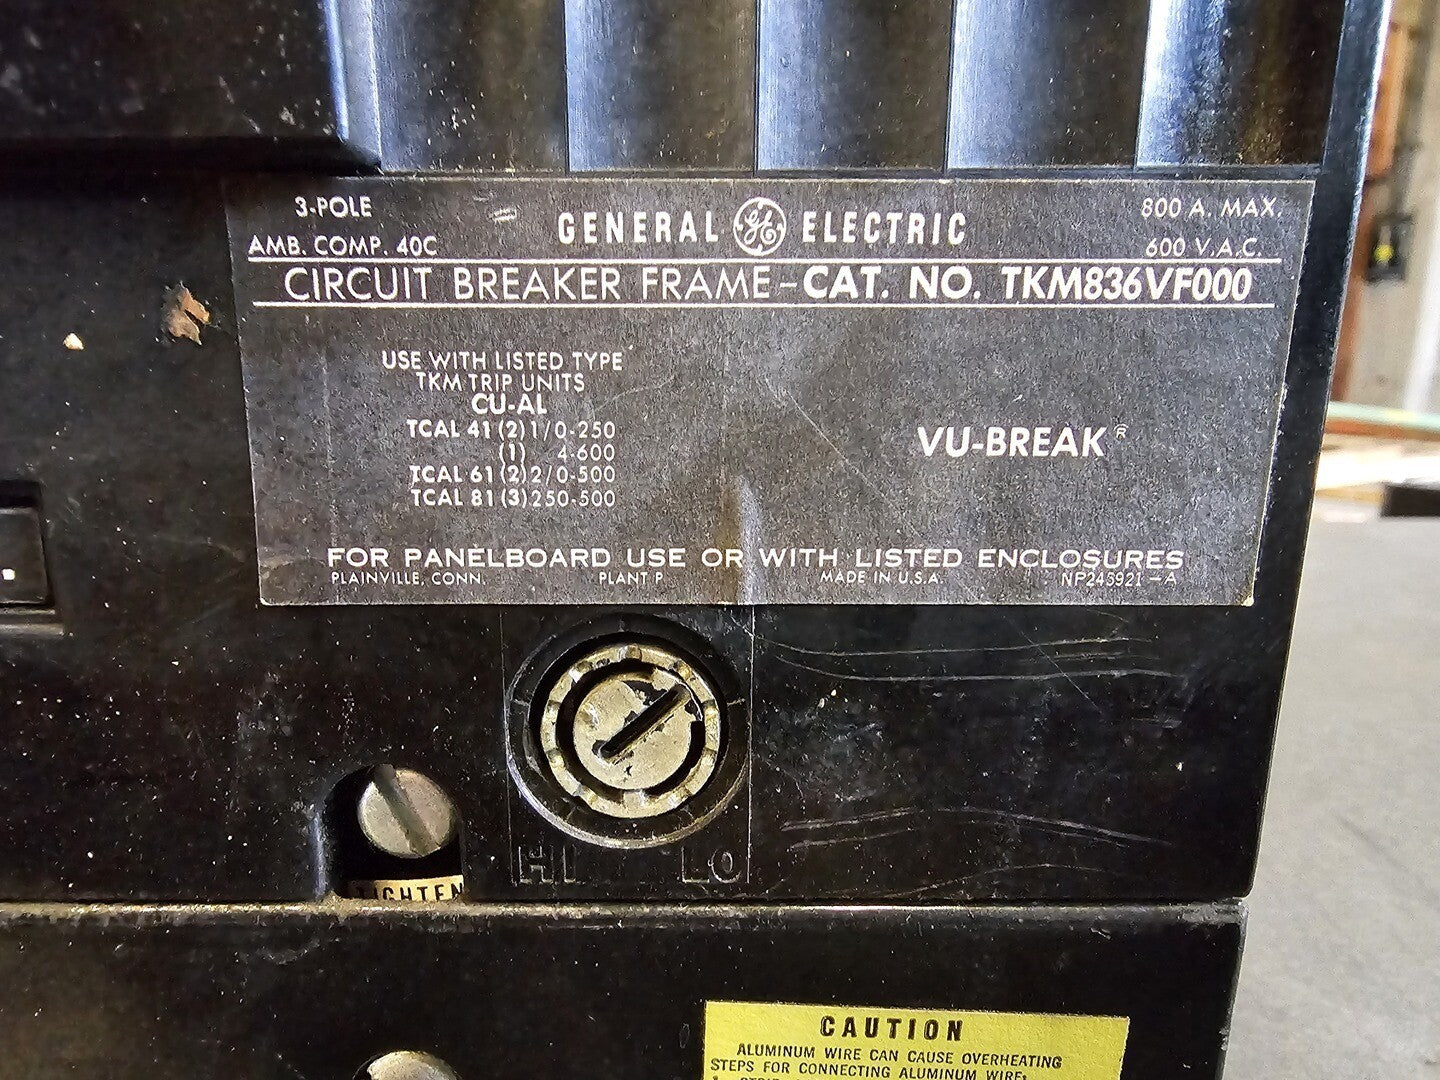 3-POLE
GENERAL GE ELECTRIC
800 A. MAX.
AMB. COMP. 40C
600 V.A.C.
CIRCUIT BREAKER FRAME-CAT. NO. TKM836VF000
USE WITH LISTED TYPE
TKM TRIP UNITS
CU-AL
TCAL 41 (2) 1/0-250
(1) 4-600
TCAL 61 (2) 2/0-500
TCAL 81 (3) 250-500
VU-BREAK®
FOR PANELBOARD USE OR WITH LISTED ENCLOSURES
PLAINVILLE, CONN. PLANT P MADE IN U.S.A. NP243921-A
HI LO
TIGHTEN
CAUTION
ALUMINUM WIRE CAN CAUSE OVERHEATING
STEPS FOR CONNECTING ALUMINUM WIRE: